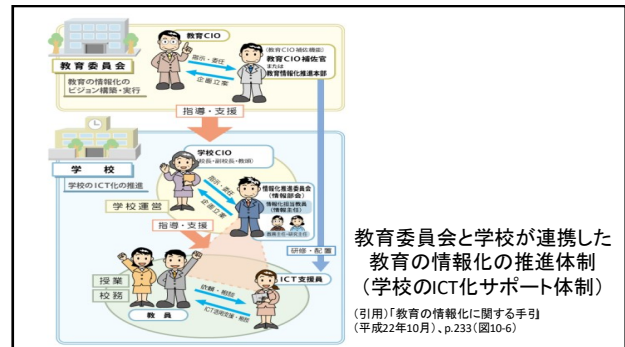 教育CIO
(教育CIO補佐機能)
教育CIO補佐官
または
教育情報化推進本部
指示・委任
企画立案
教育委員会
教育の情報化の
ビジョン構築・実行
指導・支援
学校CIO
(校長・副校長・教頭)
学校
学校のICT化の推進
指示・委任
企画立案
情報化推進委員会
(情報部会)
情報化担当教員
(情報主任)
教務主任・研究主任
学校運営
指導・支援
研修・配置
ICT支援員
授業
校務
依頼・相談
ICT活用支援・相談
教員
教育委員会と学校が連携した
教育の情報化の推進体制
(学校のICT化サポート体制)
(引用)「教育の情報化に関する手引」
(平成22年10月)、p.233(図10-6)